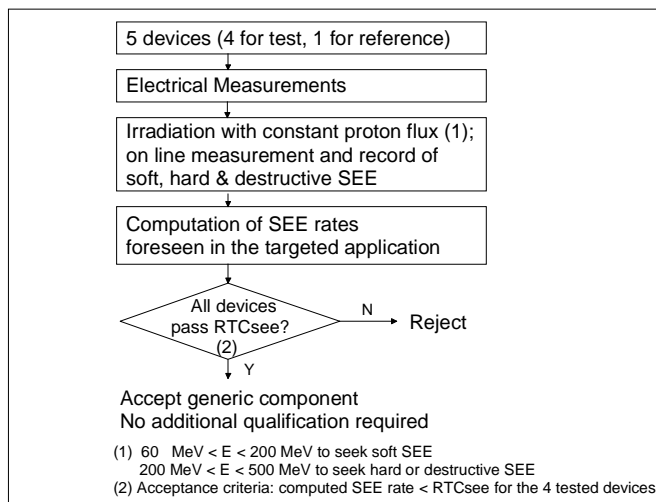 5 devices (4 for test, 1 for reference)
Electrical Measurements
Irradiation with constant proton flux (1);
on line measurement and record of
soft, hard & destructive SEE
Computation of SEE rates
foreseen in the targeted application
All devices
pass RTCsee?
(2)
N
Reject
Y
Accept generic component
No additional qualification required
(1) 60 MeV < E < 200 MeV to seek soft SEE
200 MeV < E < 500 MeV to seek hard or destructive SEE
(2) Acceptance criteria: computed SEE rate < RTCsee for the 4 tested devices